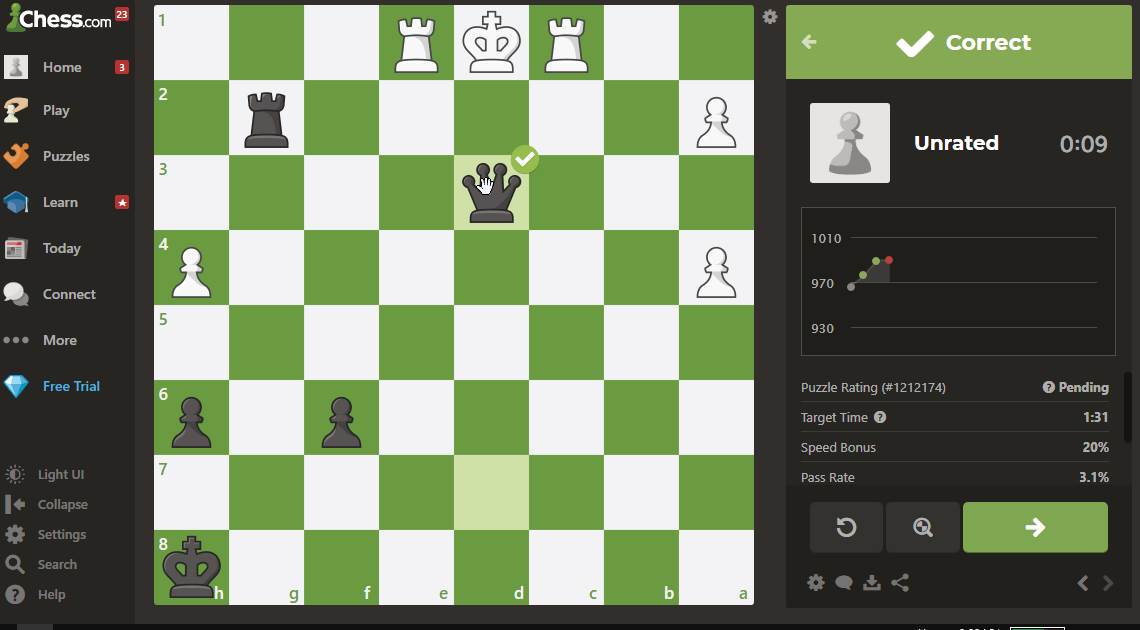 Chess.com 23
Home 3
Play
Puzzles
Learn
Today
Connect
More
Free Trial
Light UI
Collapse
Settings
Search
Help
1
2
3
4
5
6
7
8
h g f e d c b a
Correct
Unrated 0:09
1010
970
930
Puzzle Rating (#1212174) ? Pending
Target Time ? 1:31
Speed Bonus 20%
Pass Rate 3.1%